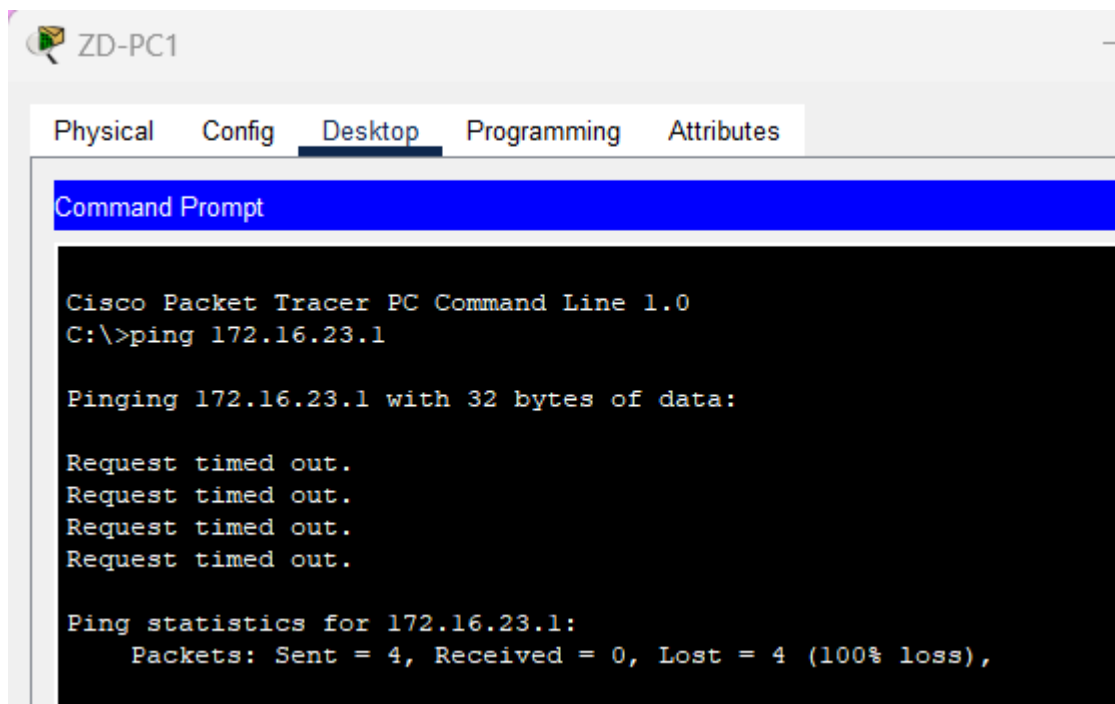 ZD-PC1
Physical Config Desktop Programming Attributes
Command Prompt
Cisco Packet Tracer PC Command Line 1.0
C:\>ping 172.16.23.1
Pinging 172.16.23.1 with 32 bytes of data:
Request timed out.
Request timed out.
Request timed out.
Request timed out.
Ping statistics for 172.16.23.1:
Packets: Sent = 4, Received = 0, Lost = 4 (100% loss),